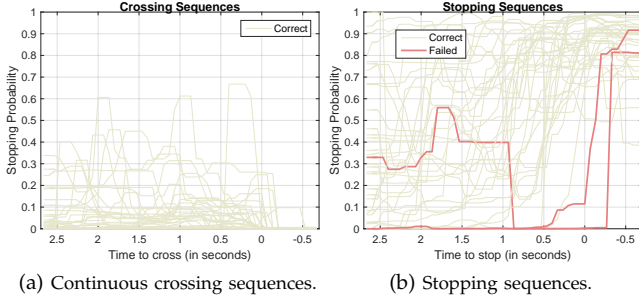 Crossing Sequences
Correct
Stopping Probability
1
0.9
0.8
0.7
0.6
0.5
0.4
0.3
0.2
0.1
0
2.5 2 1.5 1 0.5 0 -0.5
Time to cross (in seconds)
(a) Continuous crossing sequences.
Stopping Sequences
Correct
Failed
Stopping Probability
1
0.9
0.8
0.7
0.6
0.5
0.4
0.3
0.2
0.1
0
2.5 2 1.5 1 0.5 0 -0.5
Time to stop (in seconds)
(b) Stopping sequences.